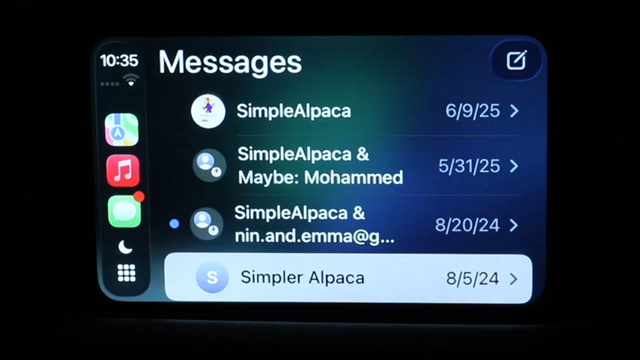 10:35
Messages
SimpleAlpaca
6/9/25
SimpleAlpaca &
Maybe: Mohammed
5/31/25
SimpleAlpaca &
nin.and.emma@g...
8/20/24
S
Simpler Alpaca
8/5/24